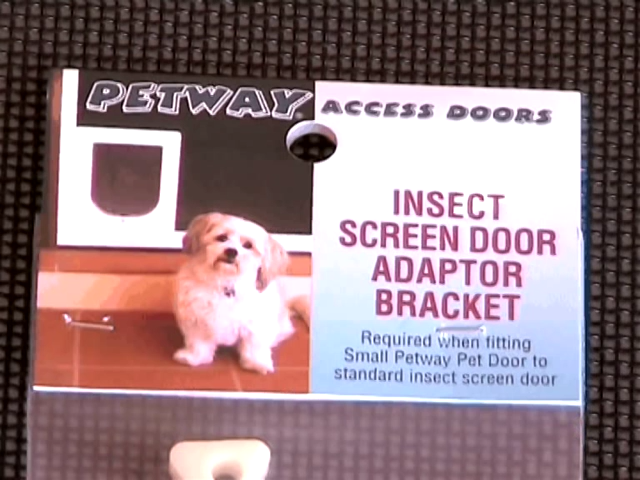 PETWAY ACCESS DOORS
INSECT
SCREEN DOOR
ADAPTOR
BRACKET
Required when fitting
Small Petway Pet Door to
standard insect screen door